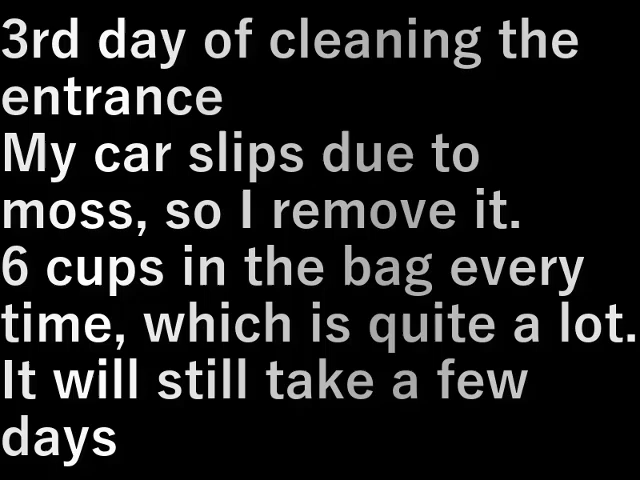 3rd day of cleaning the
entrance
My car slips due to
moss, so I remove it.
6 cups in the bag every
time, which is quite a lot.
It will still take a few
days